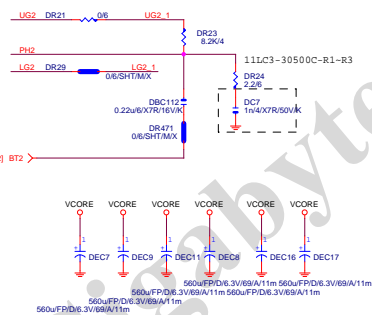 UG2 DR21 0/6 UG2_1
DR23
8.2K/4
PH2
11LC3-30500C-R1~R3
LG2 DR29 LG2_1
0/6/SHT/M/X
DR24
2.2/6
DBC112
0.22u/6/X7R/16V/K
DC7
1n/4/X7R/50V/K
DR471
0/6/SHT/M/X
BT2
VCORE VCORE VCORE VCORE VCORE VCORE
1 1 1 1 1 1
+ + + + + +
DEC7 DEC9 DEC11 DEC8 DEC16 DEC17
560u/FP/D/6.3V/69/A/11m 560u/FP/D/6.3V/69/A/11m 560u/FP/D/6.3V/69/A/11m
560u/FP/D/6.3V/69/A/11m 560u/FP/D/6.3V/69/A/11m
560u/FP/D/6.3V/69/A/11m
Gigabyte